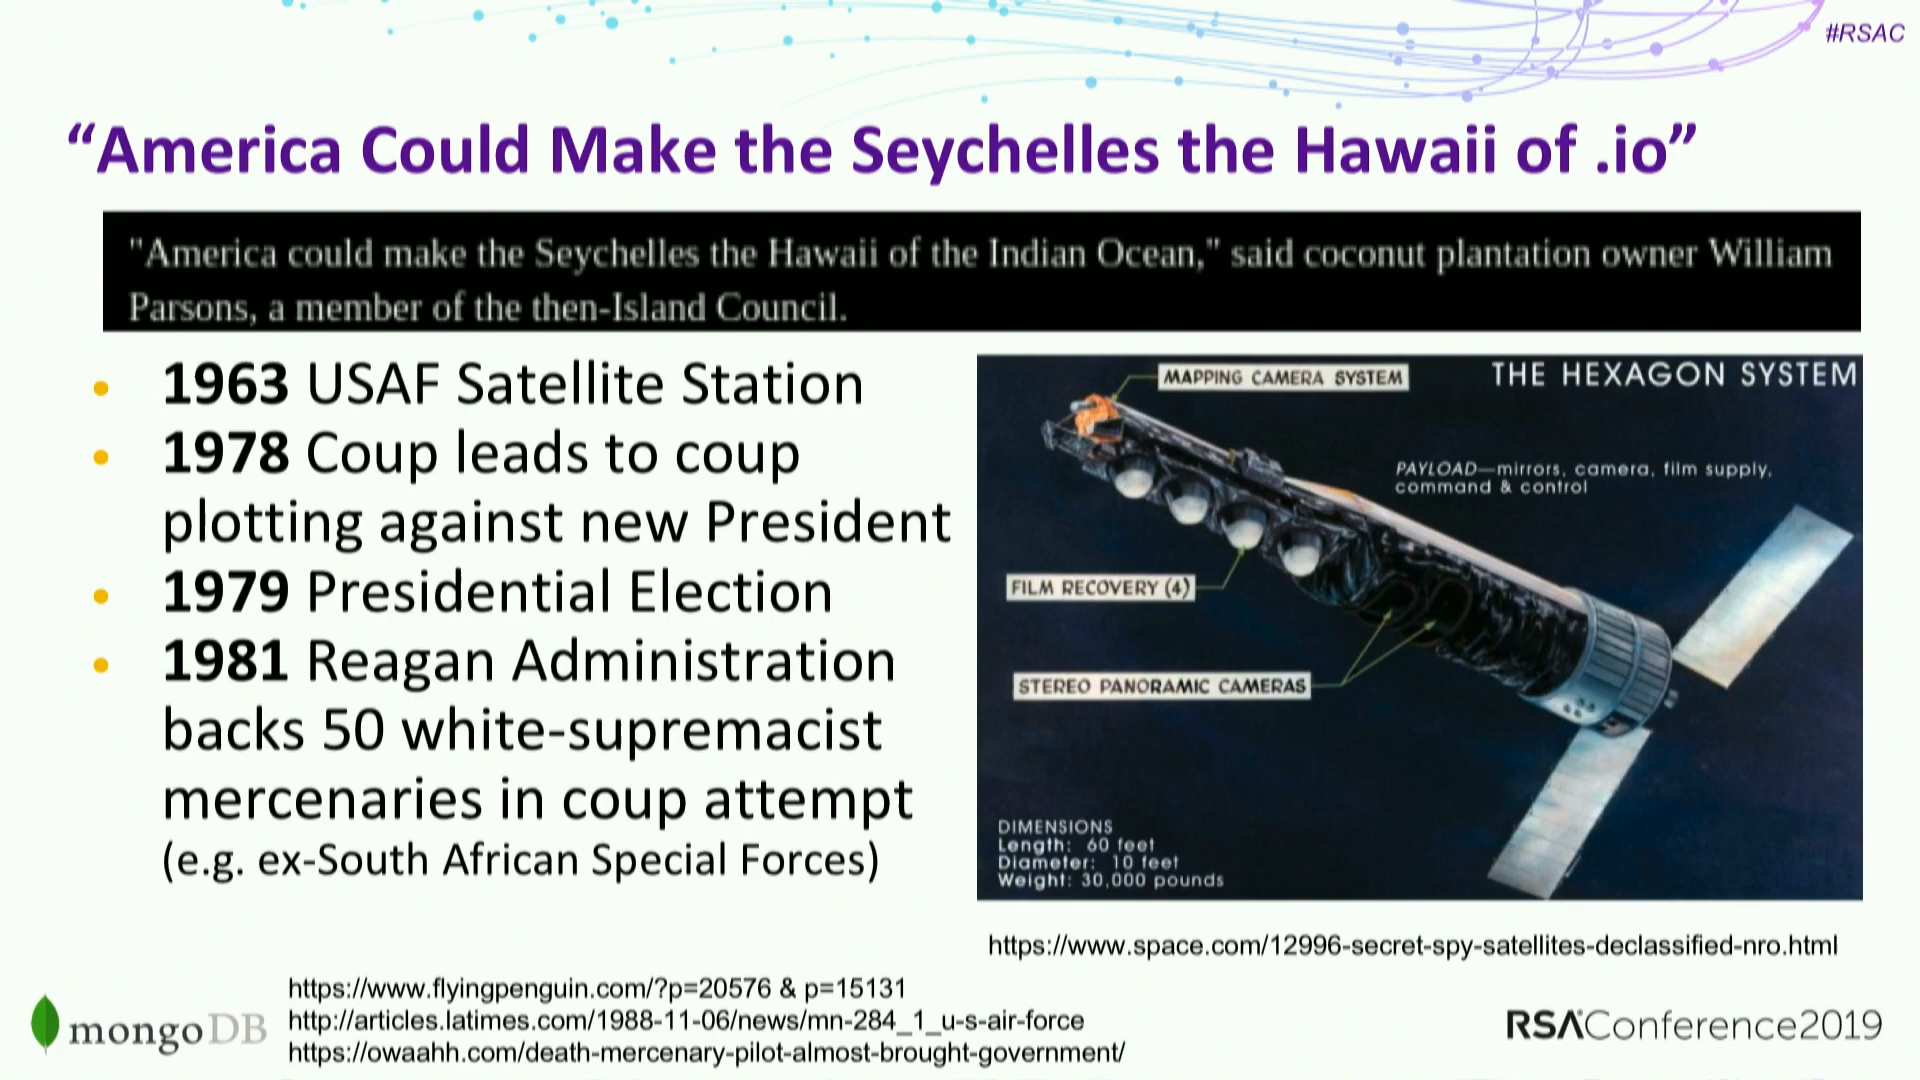 #RSAC
“America Could Make the Seychelles the Hawaii of .io”
"America could make the Seychelles the Hawaii of the Indian Ocean," said coconut plantation owner William
Parsons, a member of the then-Island Council.
• 1963 USAF Satellite Station
• 1978 Coup leads to coup
plotting against new President
• 1979 Presidential Election
• 1981 Reagan Administration
backs 50 white-supremacist
mercenaries in coup attempt
(e.g. ex-South African Special Forces)
MAPPING CAMERA SYSTEM
THE HEXAGON SYSTEM
PAYLOAD—mirrors, camera, film supply,
command & control
FILM RECOVERY (4)
STEREO PANORAMIC CAMERAS
DIMENSIONS
Length: 60 feet
Diameter: 10 feet
Weight: 30,000 pounds
https://www.space.com/12996-secret-spy-satellites-declassified-nro.html
https://www.flyingpenguin.com/?p=20576 & p=15131
http://articles.latimes.com/1988-11-06/news/mn-284_1_u-s-air-force
https://owaahh.com/death-mercenary-pilot-almost-brought-government/
mongoDB
RSAConference2019